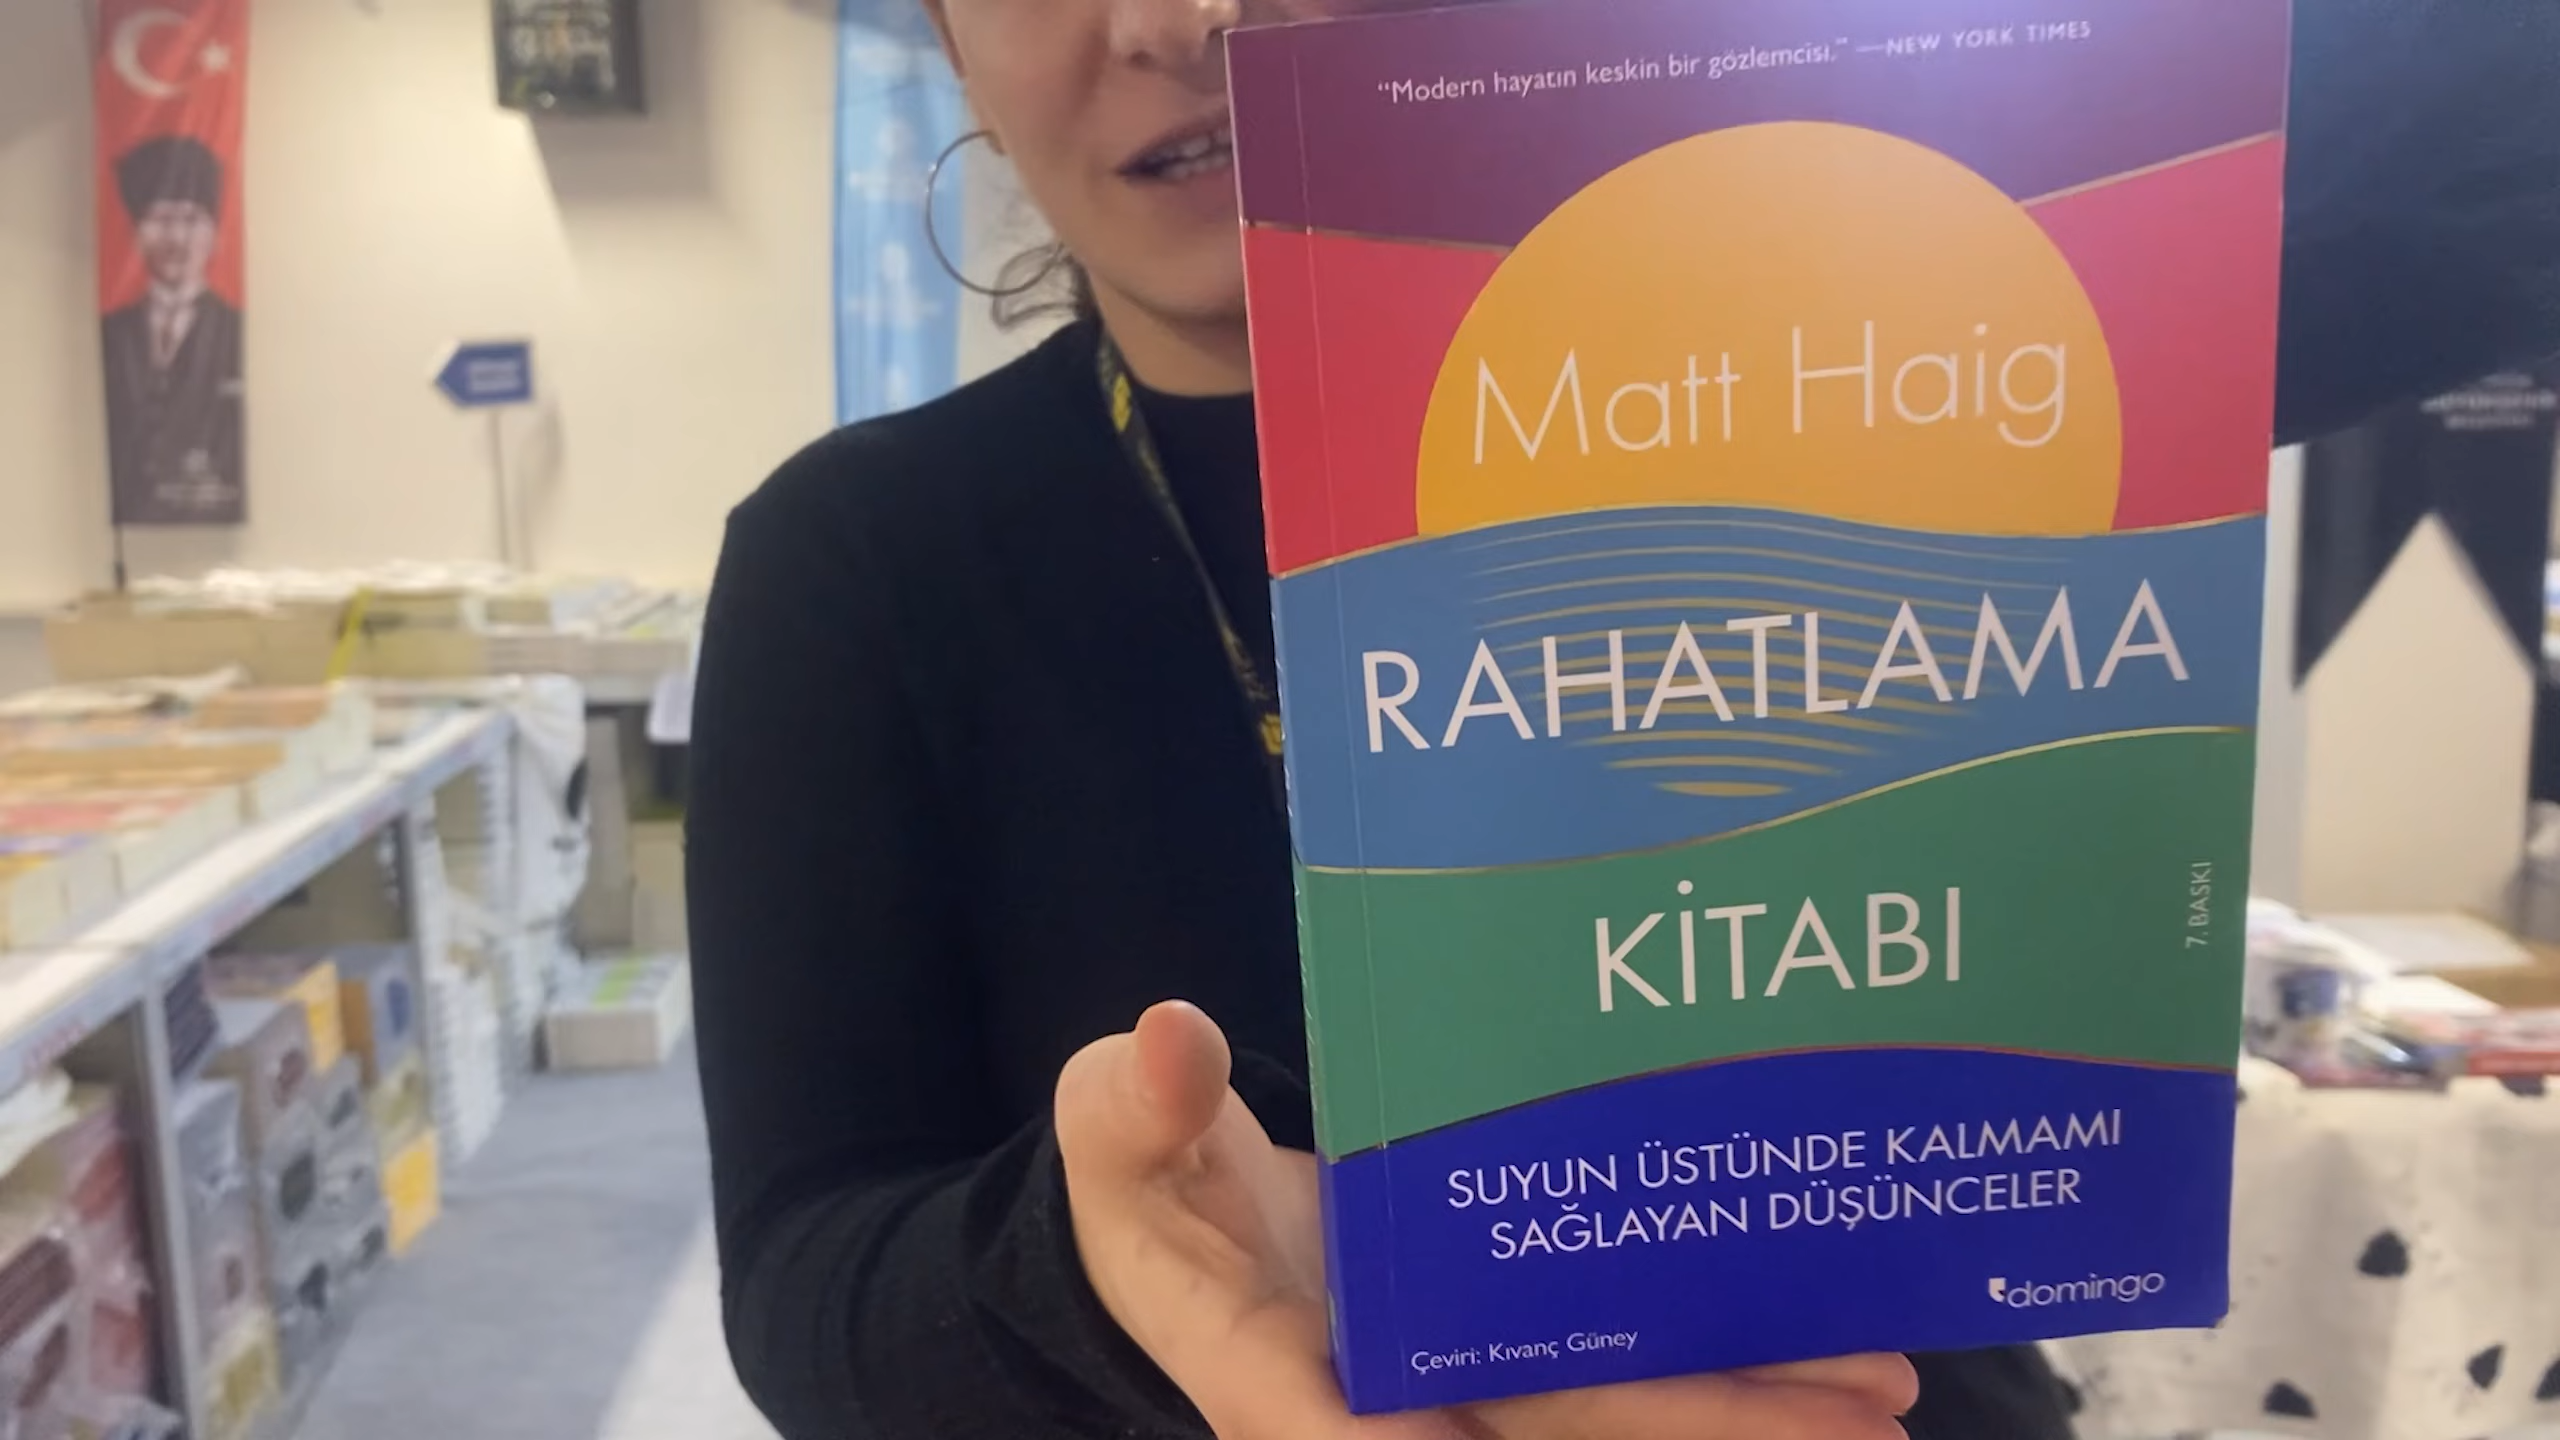 “Modern hayatın keskin bir gözlemcisi.” —NEW YORK TIMES
Matt Haig
RAHATLAMA
KİTABI
7. BASKI
SUYUN ÜSTÜNDE KALMAMI
SAĞLAYAN DÜŞÜNCELER
domingo
Çeviri: Kıvanç Güney